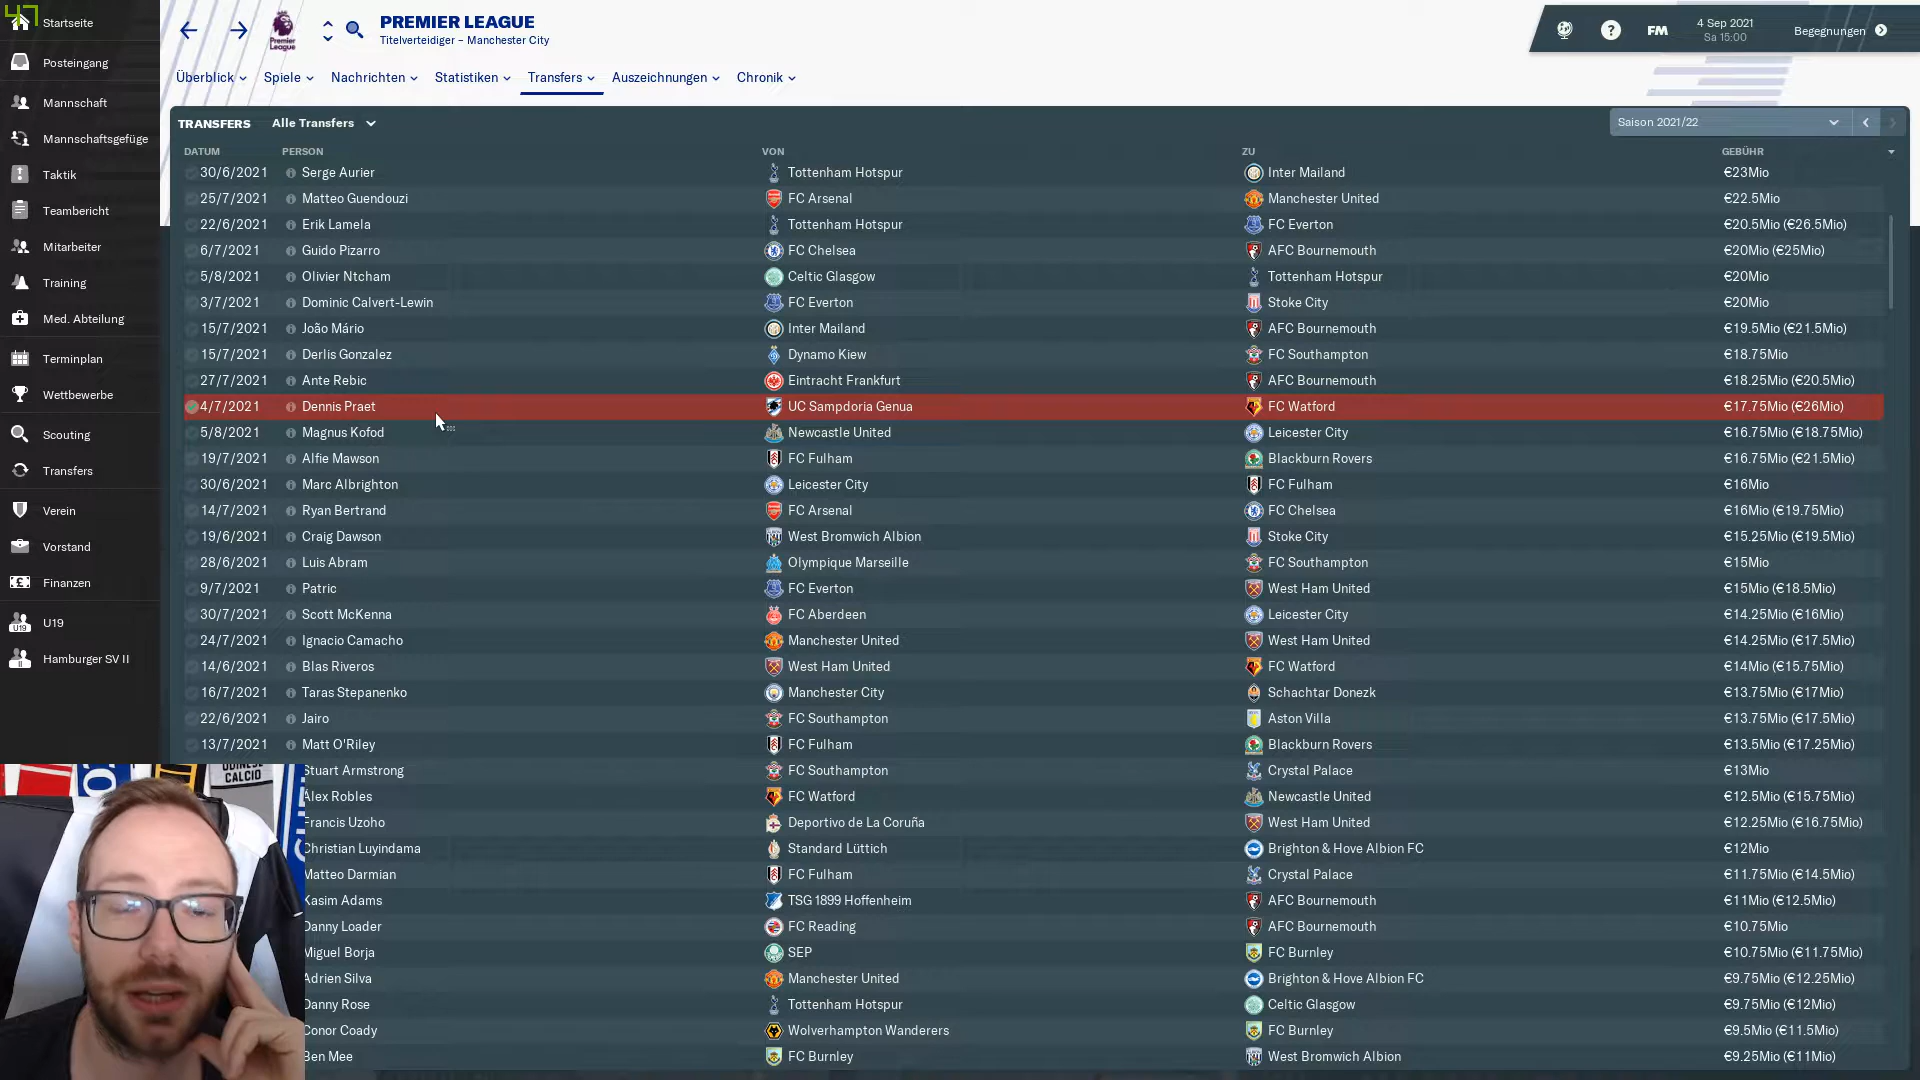 47
Startseite
Posteingang
Mannschaft
Mannschaftsgefüge
Taktik
Teambericht
Mitarbeiter
Training
Med. Abteilung
Terminplan
Wettbewerbe
Scouting
Transfers
Verein
Vorstand
Finanzen
U19
Hamburger SV II
PREMIER LEAGUE
Titelverteidiger – Manchester City
Premier League
FM
4 Sep 2021
Sa 15:00
Begegnungen
Überblick Spiele Nachrichten Statistiken Transfers Auszeichnungen Chronik
TRANSFERS Alle Transfers Saison 2021/22
DATUM PERSON VON ZU GEBÜHR
30/6/2021 Serge Aurier Tottenham Hotspur Inter Mailand €23Mio
25/7/2021 Matteo Guendouzi FC Arsenal Manchester United €22.5Mio
22/6/2021 Erik Lamela Tottenham Hotspur FC Everton €20.5Mio (€26.5Mio)
6/7/2021 Guido Pizarro FC Chelsea AFC Bournemouth €20Mio (€25Mio)
5/8/2021 Olivier Ntcham Celtic Glasgow Tottenham Hotspur €20Mio
3/7/2021 Dominic Calvert-Lewin FC Everton Stoke City €20Mio
15/7/2021 João Mário Inter Mailand AFC Bournemouth €19.5Mio (€21.5Mio)
15/7/2021 Derlis Gonzalez Dynamo Kiew FC Southampton €18.75Mio
27/7/2021 Ante Rebic Eintracht Frankfurt AFC Bournemouth €18.25Mio (€20.5Mio)
4/7/2021 Dennis Praet UC Sampdoria Genua FC Watford €17.75Mio (€26Mio)
5/8/2021 Magnus Kofod Newcastle United Leicester City €16.75Mio (€18.75Mio)
19/7/2021 Alfie Mawson FC Fulham Blackburn Rovers €16.75Mio (€21.5Mio)
30/6/2021 Marc Albrighton Leicester City FC Fulham €16Mio
14/7/2021 Ryan Bertrand FC Arsenal FC Chelsea €16Mio (€19.75Mio)
19/6/2021 Craig Dawson West Bromwich Albion Stoke City €15.25Mio (€19.5Mio)
28/6/2021 Luis Abram Olympique Marseille FC Southampton €15Mio
9/7/2021 Patric FC Everton West Ham United €15Mio (€18.5Mio)
30/7/2021 Scott McKenna FC Aberdeen Leicester City €14.25Mio (€16Mio)
24/7/2021 Ignacio Camacho Manchester United West Ham United €14.25Mio (€17.5Mio)
14/6/2021 Blas Riveros West Ham United FC Watford €14Mio (€15.75Mio)
16/7/2021 Taras Stepanenko Manchester City Schachtar Donezk €13.75Mio (€17Mio)
22/6/2021 Jairo FC Southampton Aston Villa €13.75Mio (€17.5Mio)
13/7/2021 Matt O'Riley FC Fulham Blackburn Rovers €13.5Mio (€17.25Mio)
Stuart Armstrong FC Southampton Crystal Palace €13Mio
Álex Robles FC Watford Newcastle United €12.5Mio (€15.75Mio)
Francis Uzoho Deportivo de La Coruña West Ham United €12.25Mio (€16.75Mio)
Christian Luyindama Standard Lüttich Brighton & Hove Albion FC €12Mio
Matteo Darmian FC Fulham Crystal Palace €11.75Mio (€14.5Mio)
Kasim Adams TSG 1899 Hoffenheim AFC Bournemouth €11Mio (€12.5Mio)
Danny Loader FC Reading AFC Bournemouth €10.75Mio
Miguel Borja SEP FC Burnley €10.75Mio (€11.75Mio)
Adrien Silva Manchester United Brighton & Hove Albion FC €9.75Mio (€12.25Mio)
Danny Rose Tottenham Hotspur Celtic Glasgow €9.75Mio (€12Mio)
Conor Coady Wolverhampton Wanderers FC Burnley €9.5Mio (€11.5Mio)
Ben Mee FC Burnley West Bromwich Albion €9.25Mio (€11Mio)
UDINESE
CALCIO